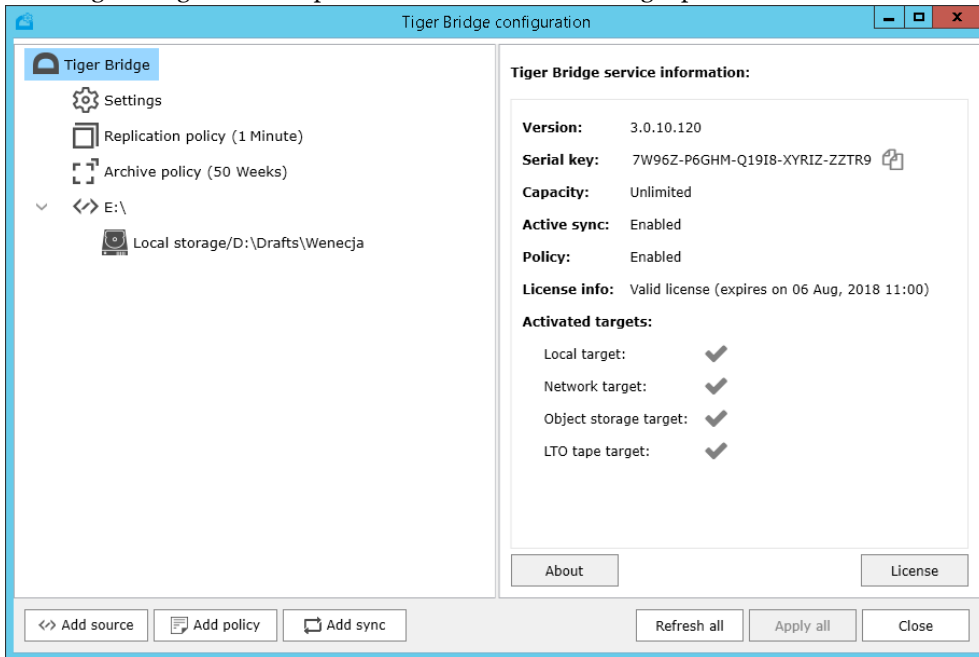 Tiger Bridge configuration
Tiger Bridge
Settings
Replication policy (1 Minute)
Archive policy (50 Weeks)
E:\
Local storage/D:\Drafts\Wenecja
Tiger Bridge service information:
Version: 3.0.10.120
Serial key: 7W96Z-P6GHM-Q19I8-XYRIZ-ZZTR9
Capacity: Unlimited
Active sync: Enabled
Policy: Enabled
License info: Valid license (expires on 06 Aug, 2018 11:00)
Activated targets:
Local target:
Network target:
Object storage target:
LTO tape target:
About License
Add source Add policy Add sync Refresh all Apply all Close